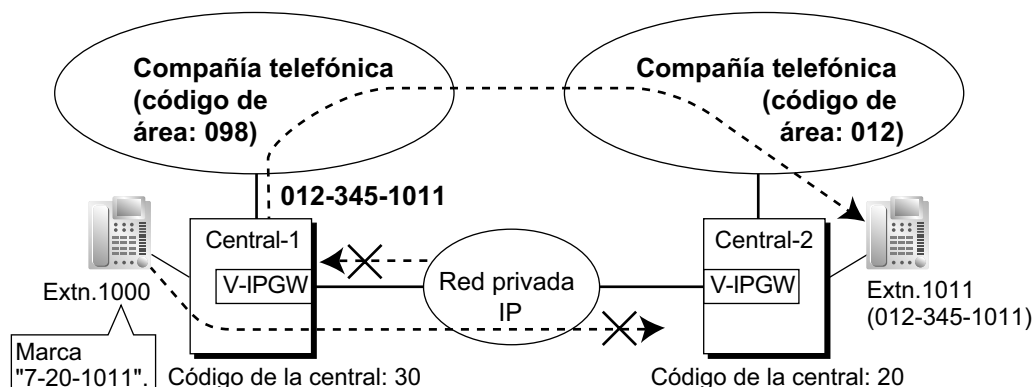 Compañía telefónica
(código de
área: 098)
Compañía telefónica
(código de
área: 012)
012-345-1011
Central-1
V-IPGW
Extn.1000
Red privada
IP
Central-2
V-IPGW
Extn.1011
(012-345-1011)
Marca
"7-20-1011".
Código de la central: 30
Código de la central: 20